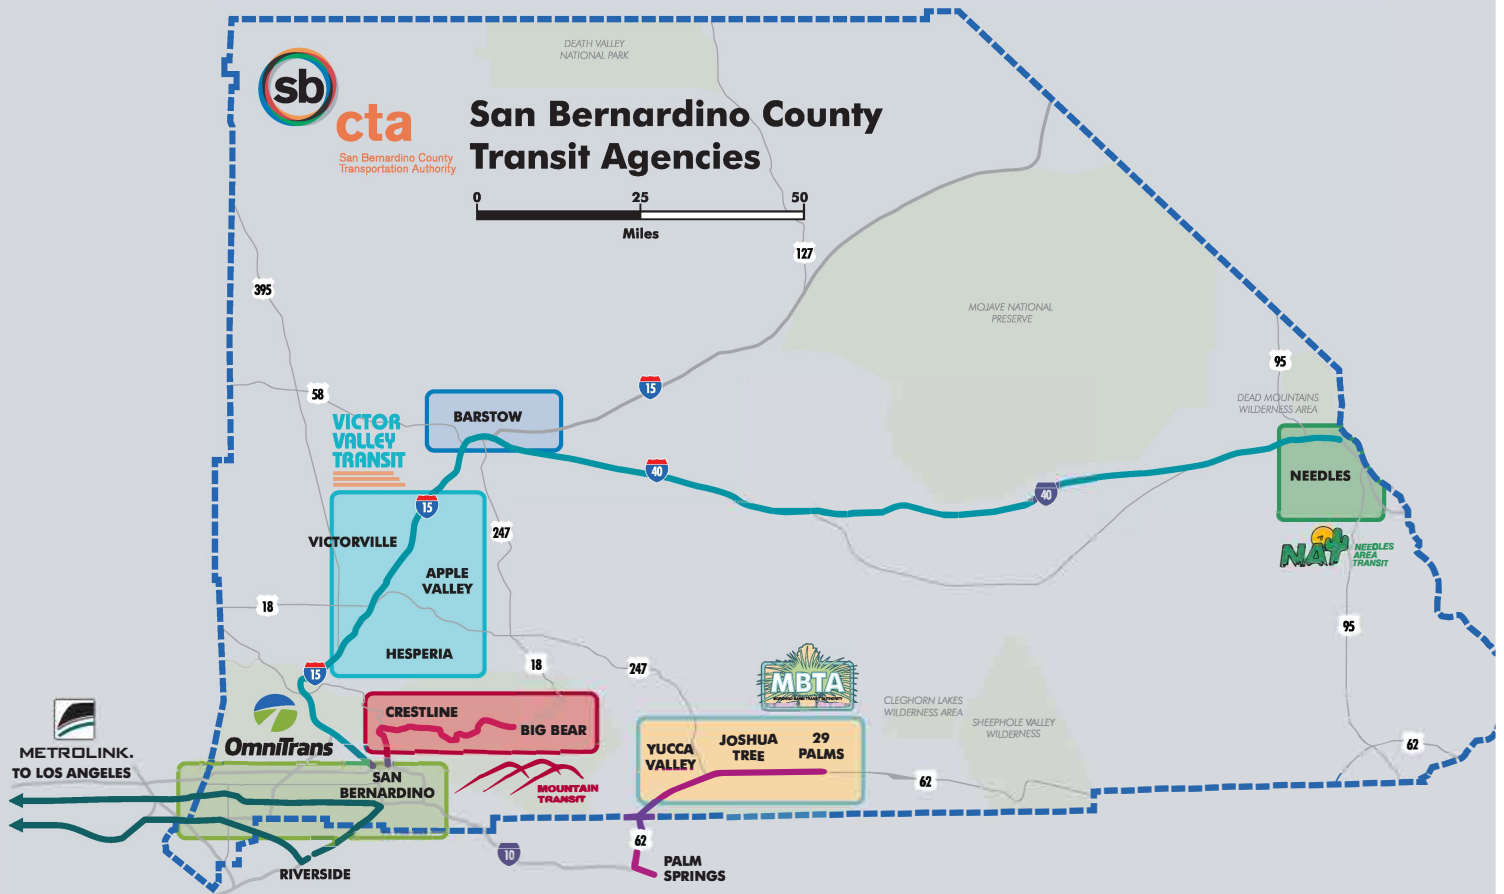 DEATH VALLEY
NATIONAL PARK
sb
cta
San Bernardino County
Transportation Authority
San Bernardino County
Transit Agencies
0 25 50
Miles
127
395
MOJAVE NATIONAL
PRESERVE
95
15
58
DEAD MOUNTAINS
WILDERNESS AREA
VICTOR
VALLEY
TRANSIT
BARSTOW
40
40
NEEDLES
15
247
VICTORVILLE
NAT
NEEDLES
AREA
TRANSIT
APPLE
VALLEY
18
95
HESPERIA
18
247
15
MBTA
CLEGHORN LAKES
WILDERNESS AREA
SHEEPHOLE VALLEY
WILDERNESS
CRESTLINE
BIG BEAR
OmniTrans
METROLINK.
TO LOS ANGELES
YUCCA
VALLEY
JOSHUA
TREE
29
PALMS
62
62
SAN
BERNARDINO
MOUNTAIN
TRANSIT
62
10
RIVERSIDE
PALM
SPRINGS